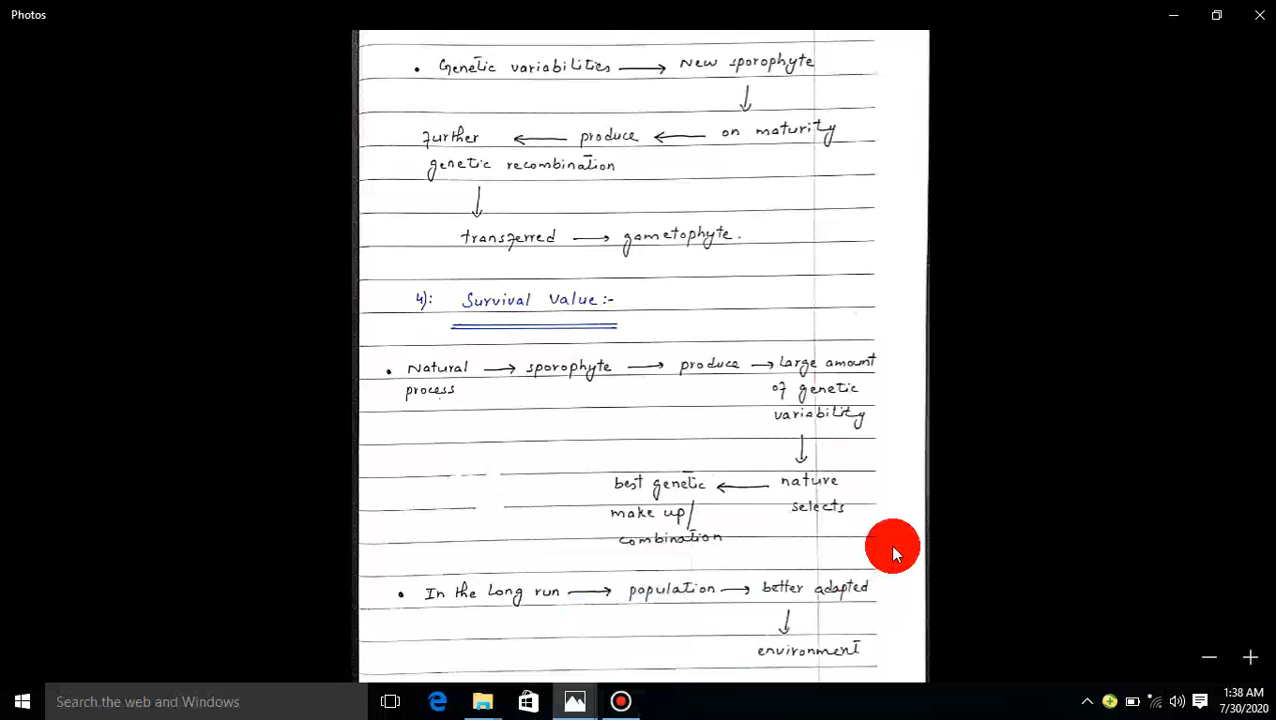 Photos
• Genetic variabilities → New sporophyte
↓
further ← produce ← on maturity
genetic recombination
↓
transferred → gametophyte.
4): Survival Value:-
• Natural → sporophyte → produce → Large amount
process of genetic
variability
↓
best genetic ← nature
make up/ selects
combination
• In the Long run → population → better adapted
↓
environment
Search the web and Windows
1:38 AM
7/30/2020